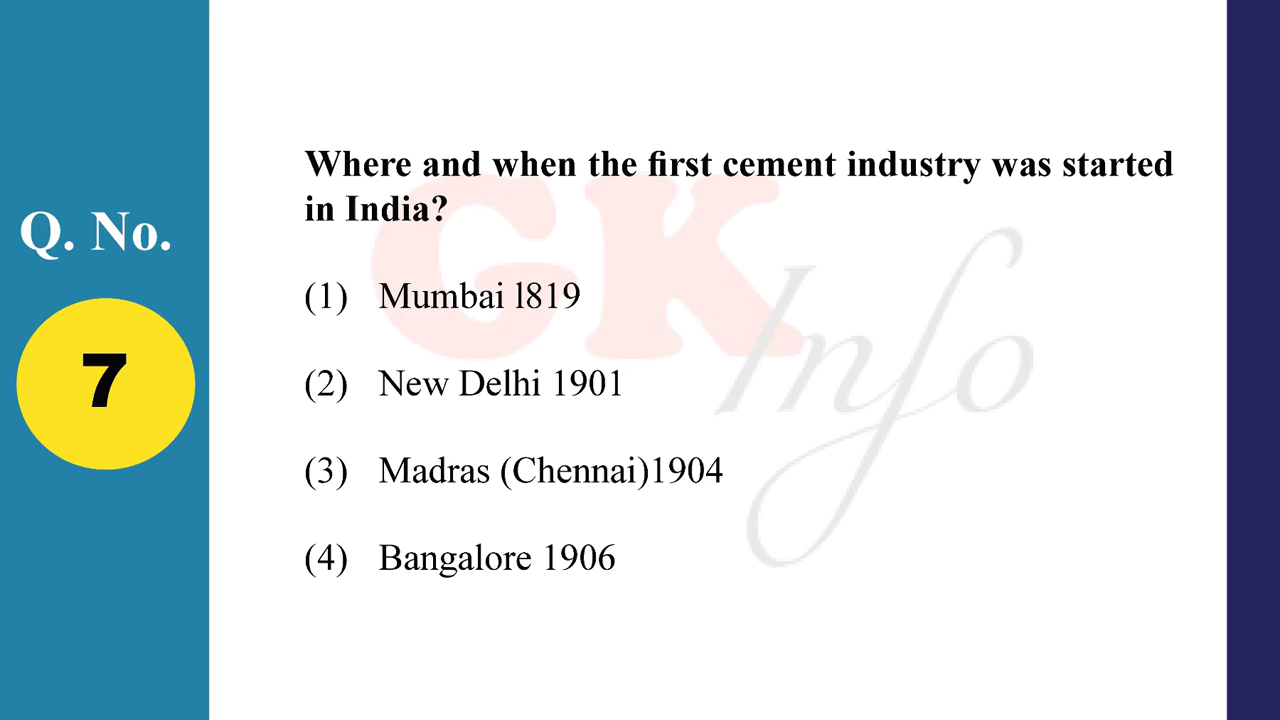 Q. No.
7
Where and when the first cement industry was started
in India?
(1) Mumbai l819
(2) New Delhi 1901
(3) Madras (Chennai)1904
(4) Bangalore 1906
GK
Info